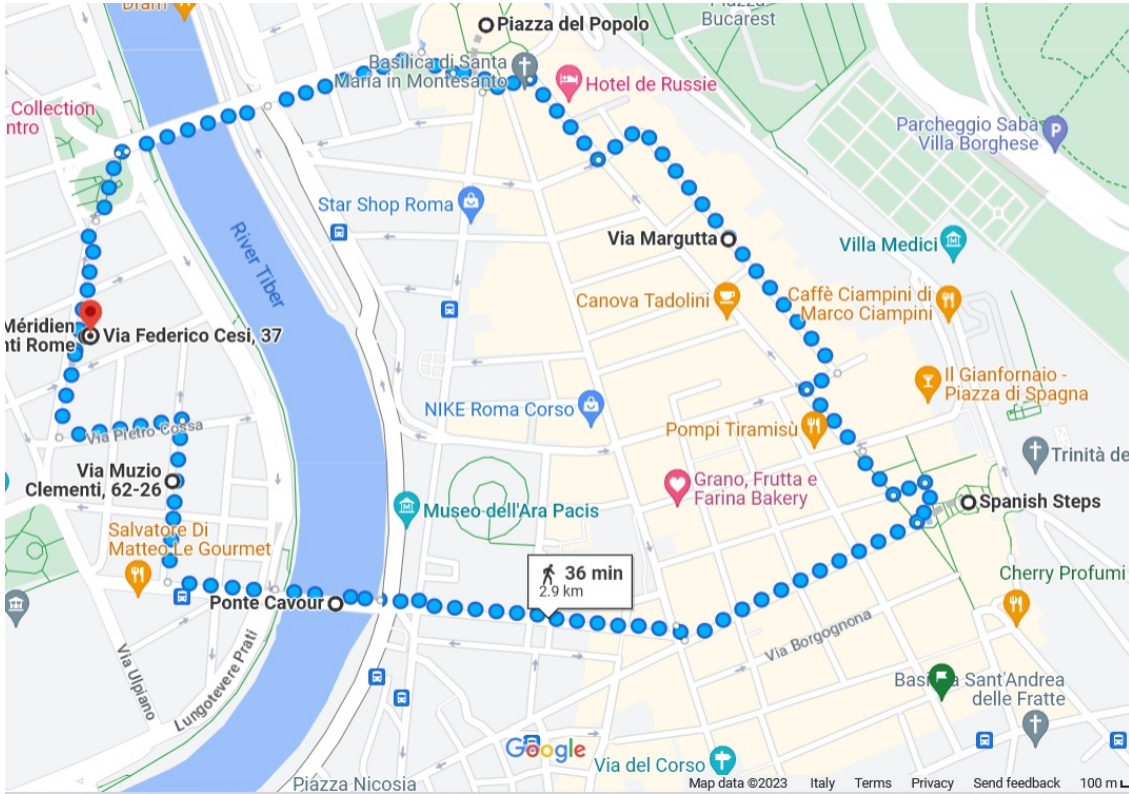 Dram
Piazza del Popolo
Piazza
Bucarest
Basilica di Santa
Maria in Montesanto
Hotel de Russie
Collection
ntro
Parcheggio Saba
Villa Borghese
P
Star Shop Roma
River Tiber
Via Margutta
Villa Medici
Canova Tadolini
Caffè Ciampini di
Marco Ciampini
Méridien
nti Rome
Via Federico Cesi, 37
Il Gianfornaio -
Piazza di Spagna
NIKE Roma Corso
Via Pietro Cossa
Pompi Tiramisù
Trinità de
Via Muzio
Clementi, 62-26
Grano, Frutta e
Farina Bakery
Spanish Steps
Museo dell'Ara Pacis
Salvatore Di
Matteo Le Gourmet
36 min
2.9 km
Cherry Profumi
Ponte Cavour
Via Borgognona
Via Ulpiano
Lungotevere Prati
Basilica Sant'Andrea
delle Fratte
Google
Via del Corso
Piazza Nicosia
Map data ©2023 Italy Terms Privacy Send feedback 100 m